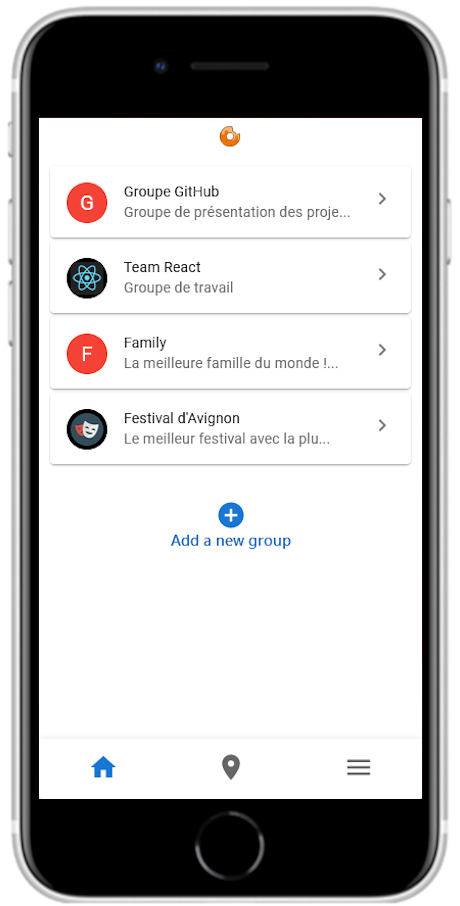 G
Groupe GitHub
Groupe de présentation des proje...
Team React
Groupe de travail
F
Family
La meilleure famille du monde !...
Festival d'Avignon
Le meilleur festival avec la plu...
Add a new group